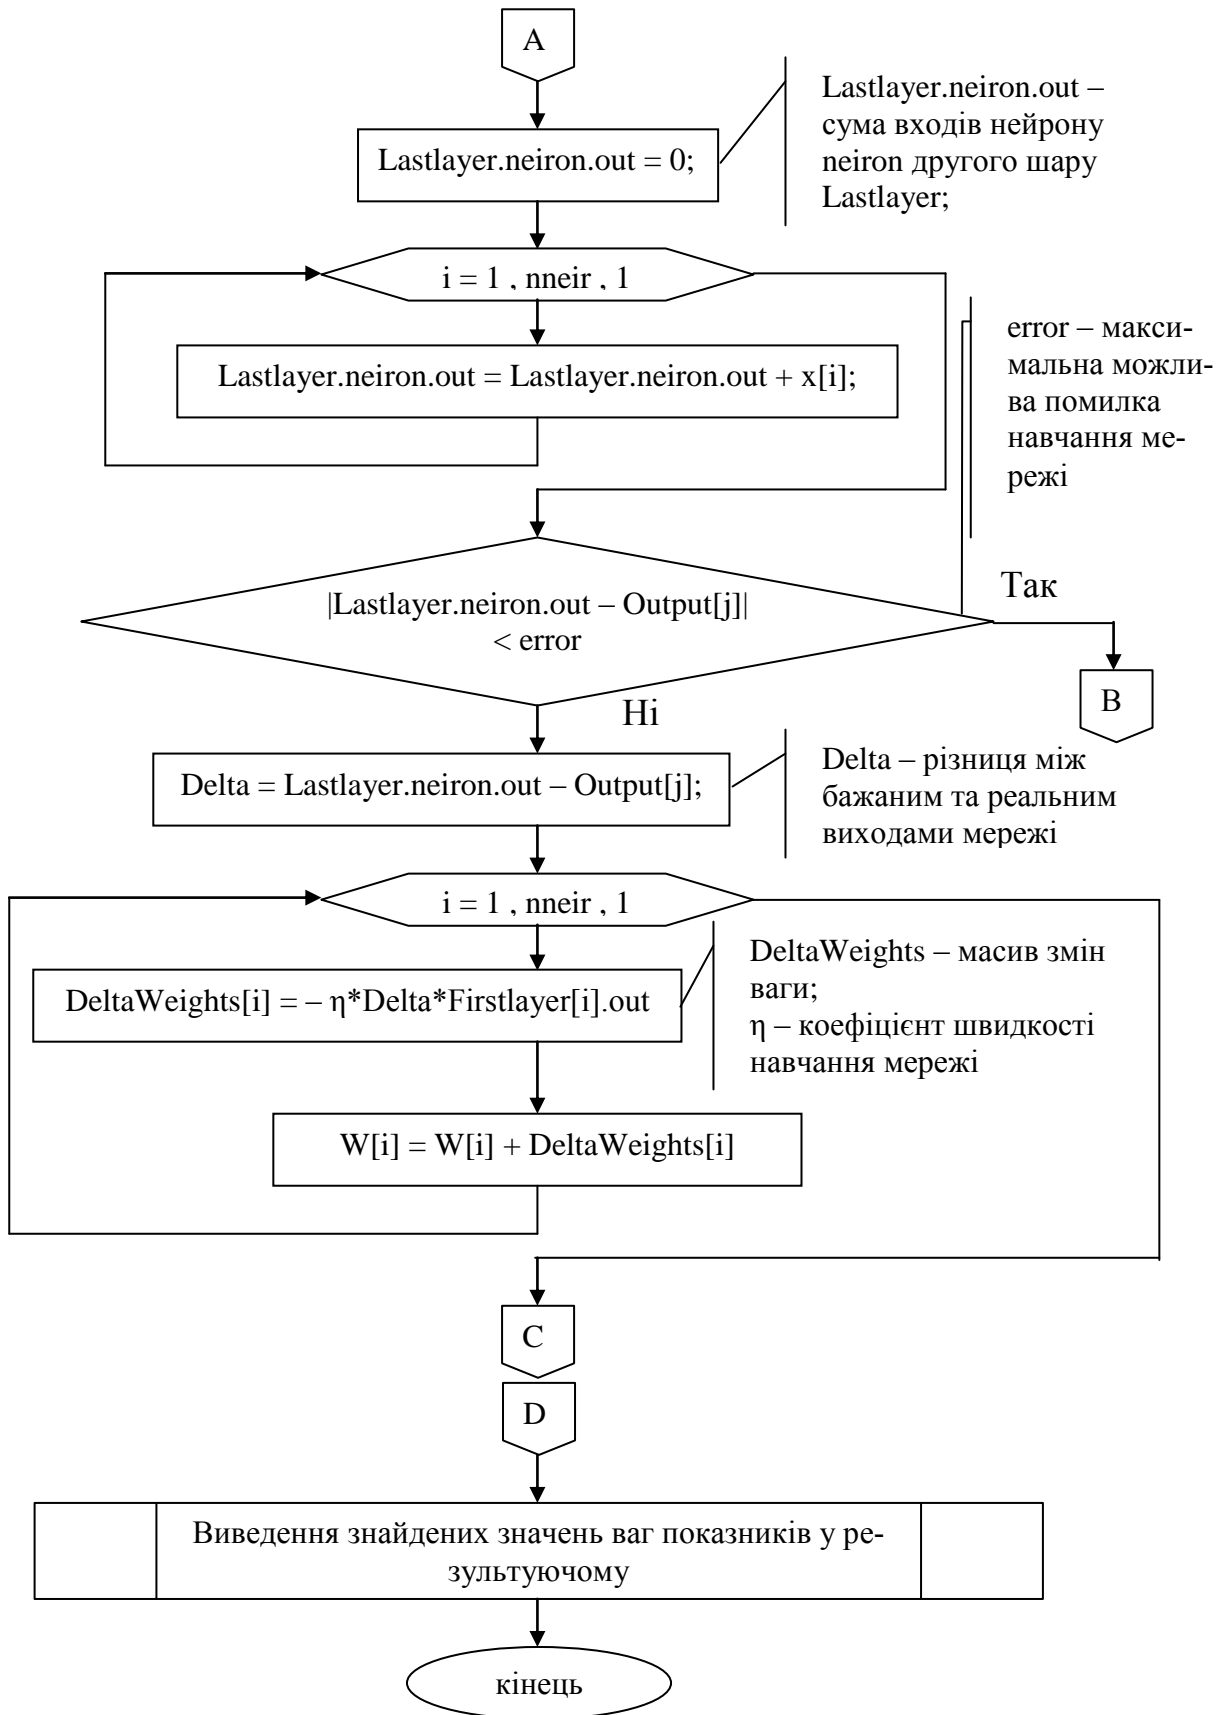 A
Lastlayer.neiron.out –
сума входів нейрону
neiron другого шару
Lastlayer;
Lastlayer.neiron.out = 0;
i = 1 , nneir , 1
error – макси-
мальна можли-
ва помилка
навчання ме-
режі
Lastlayer.neiron.out = Lastlayer.neiron.out + x[i];
|Lastlayer.neiron.out – Output[j]|
< error
Так
B
Ні
Delta = Lastlayer.neiron.out – Output[j];
Delta – різниця між
бажаним та реальним
виходами мережі
i = 1 , nneir , 1
DeltaWeights – масив змін
ваги;
η – коефіцієнт швидкості
навчання мережі
DeltaWeights[i] = – η*Delta*Firstlayer[i].out
W[i] = W[i] + DeltaWeights[i]
C
D
Виведення знайдених значень ваг показників у ре-
зультуючому
кінець